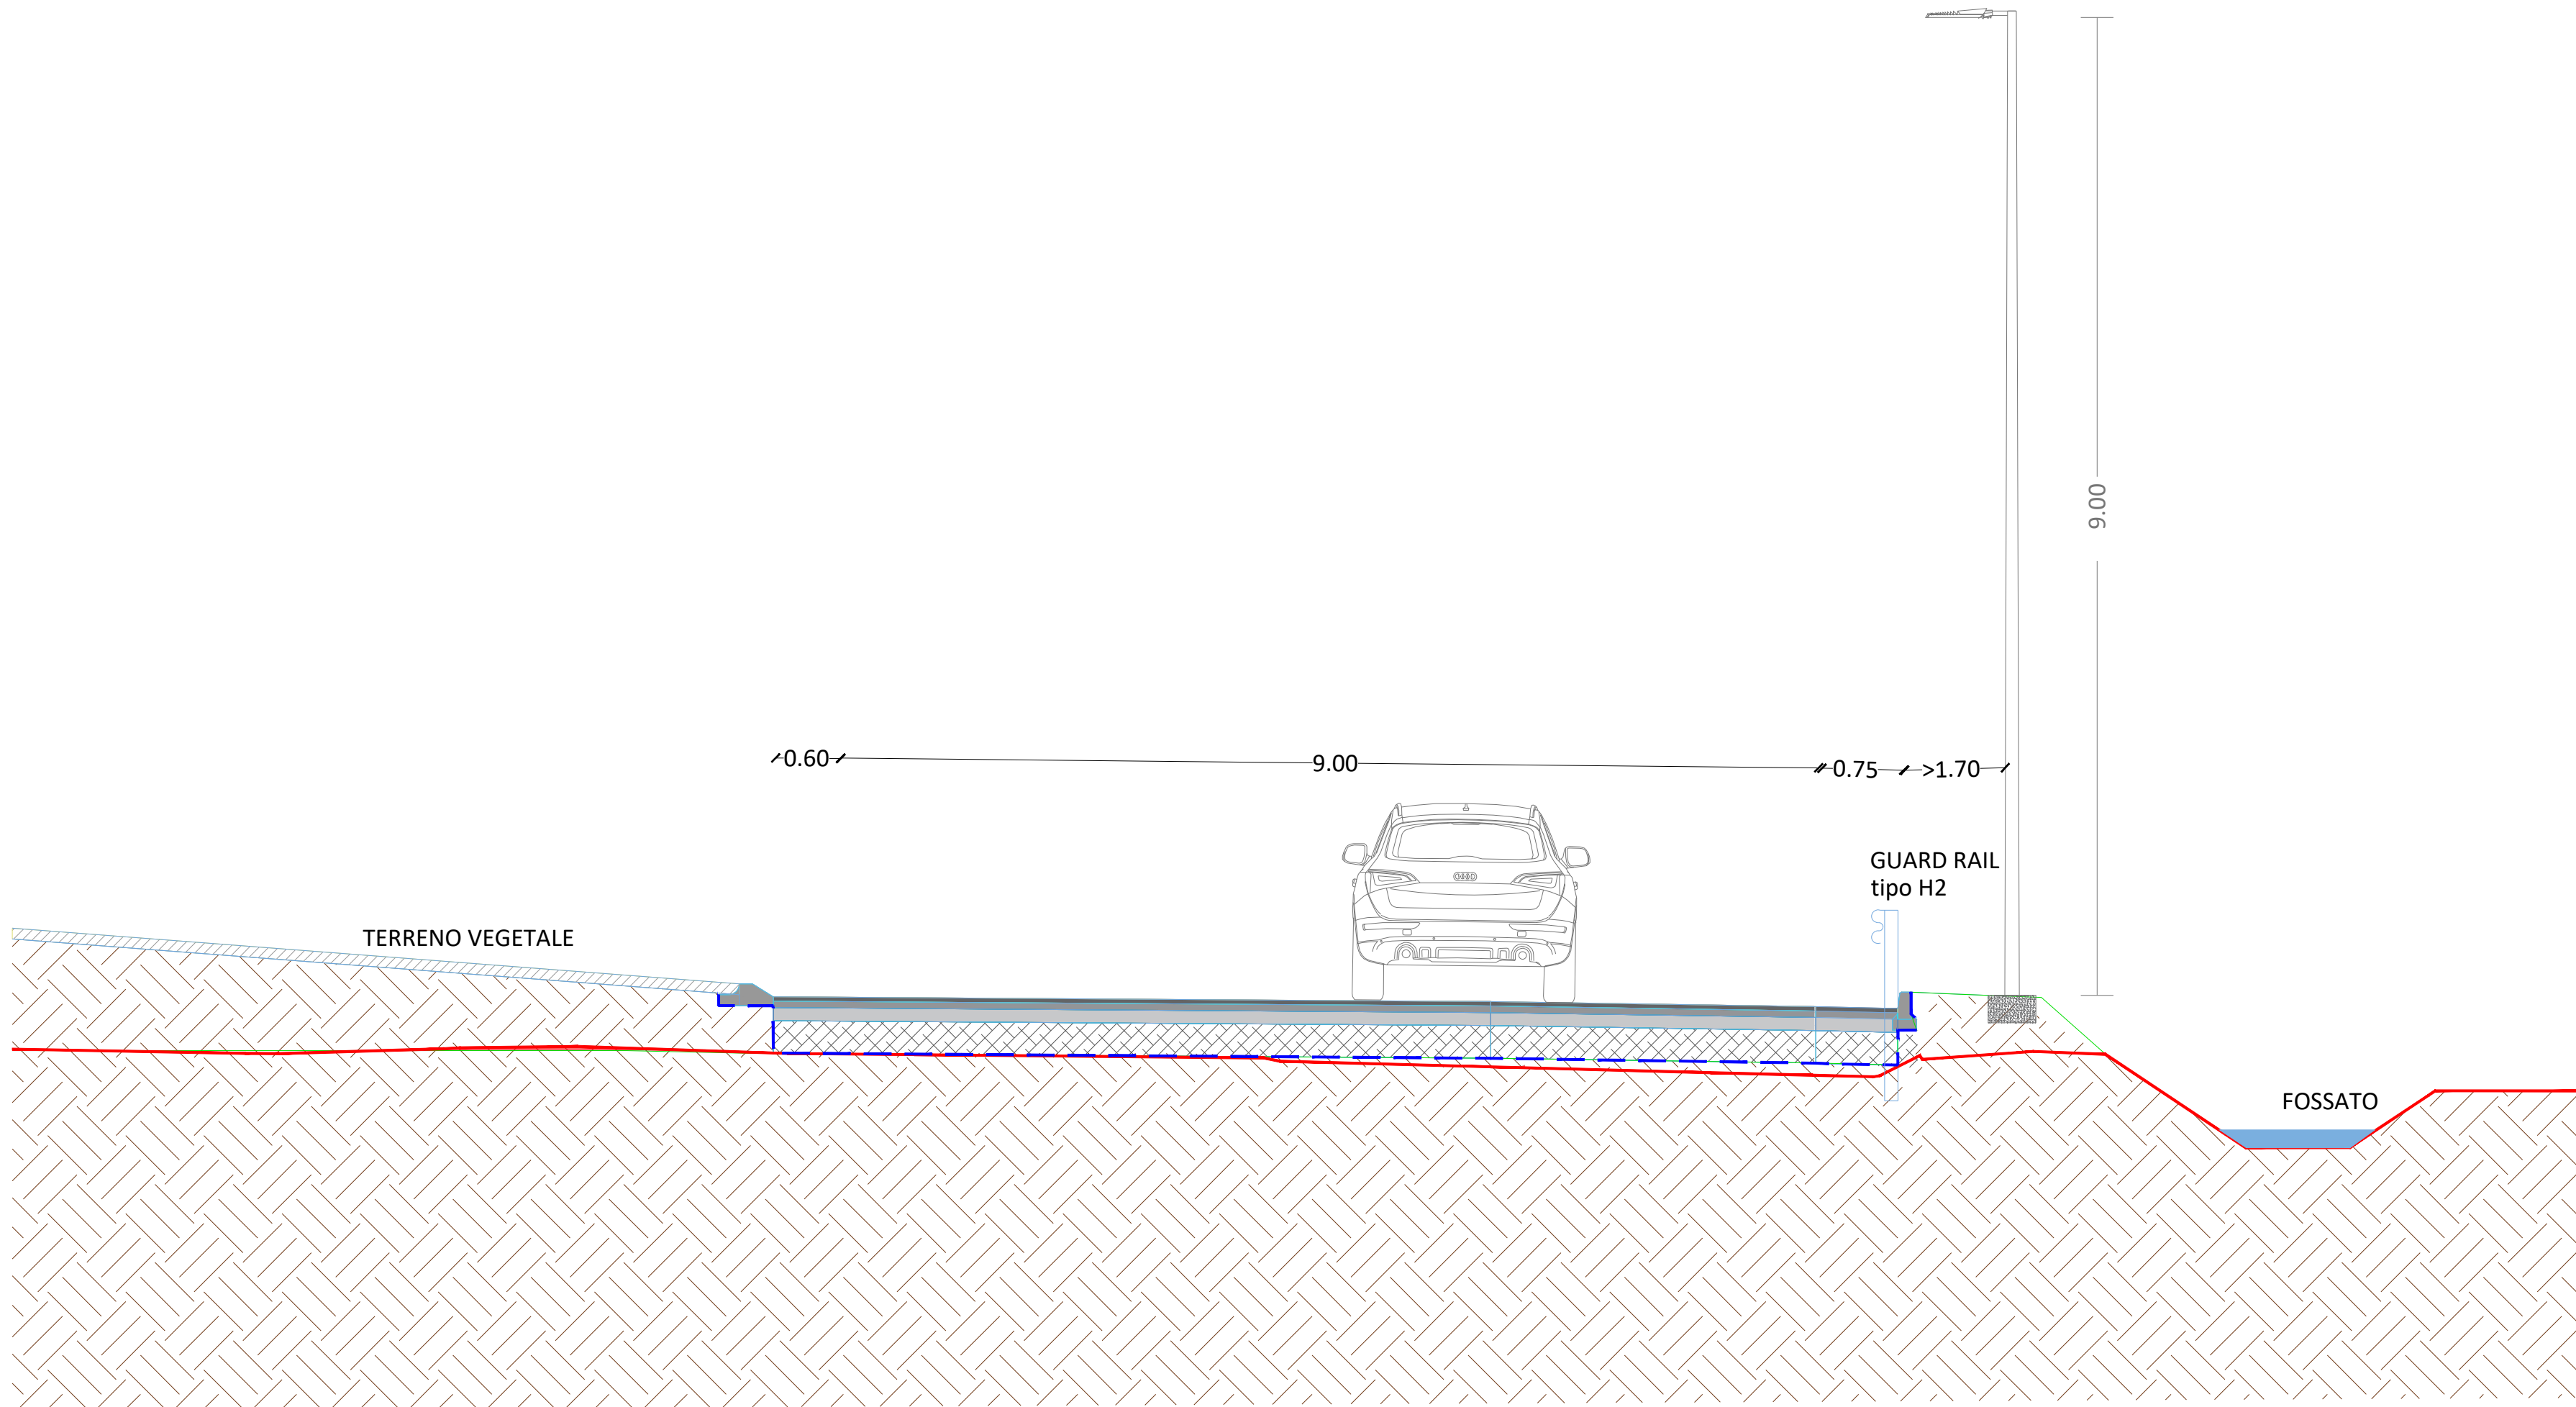 9.00
0.60
9.00
0.75
>1.70
GUARD RAIL
tipo H2
TERRENO VEGETALE
FOSSATO